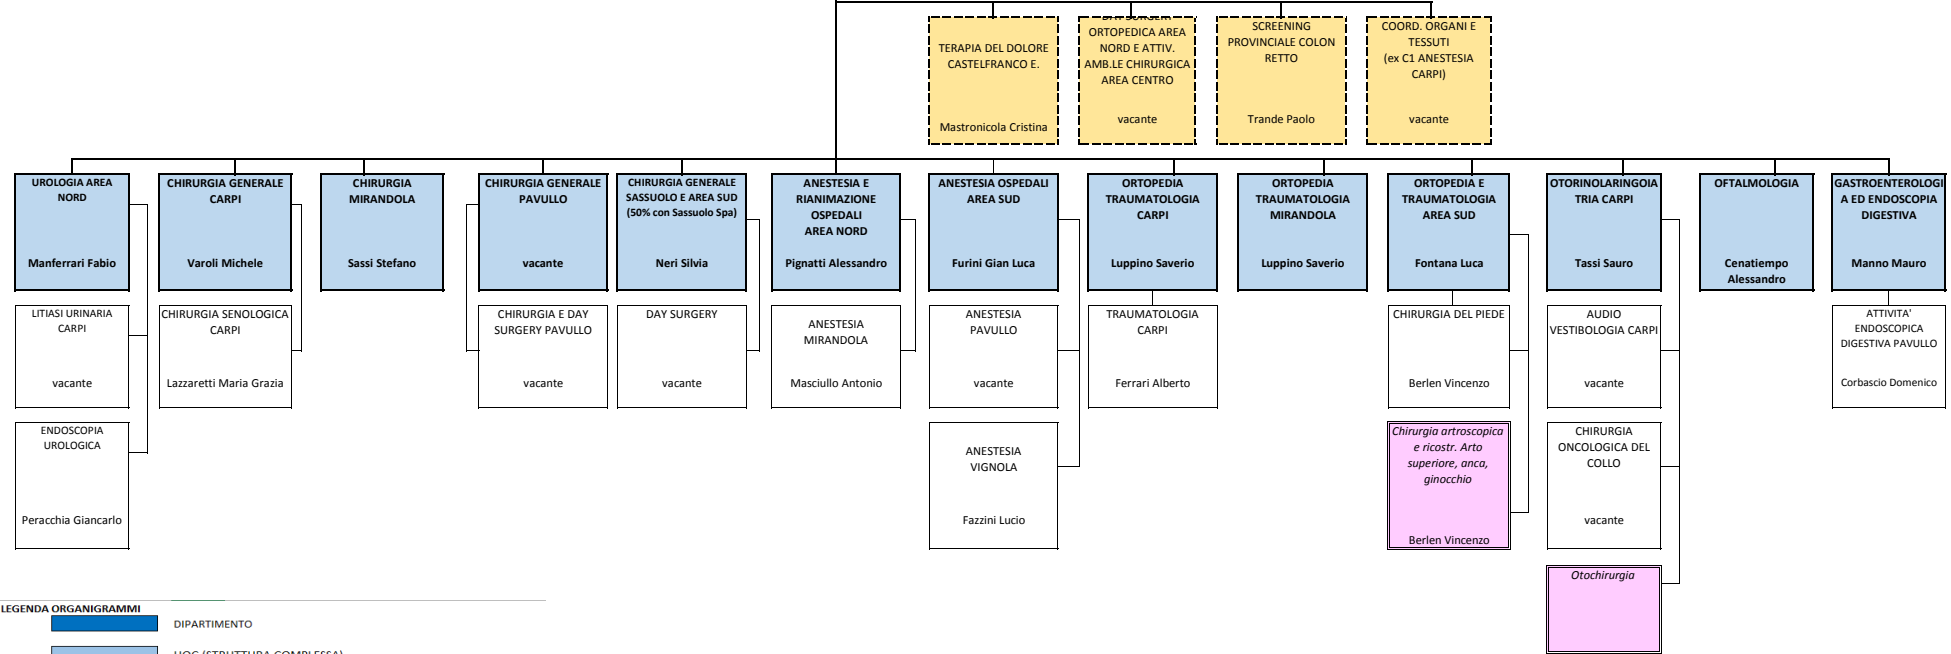 TERAPIA DEL DOLORE
CASTELFRANCO E.
Mastronicola Cristina
DAY SURGERY
ORTOPEDICA AREA
NORD E ATTIV.
AMB.LE CHIRURGICA
AREA CENTRO
vacante
SCREENING
PROVINCIALE COLON
RETTO
Trande Paolo
COORD. ORGANI E
TESSUTI
(ex C1 ANESTESIA
CARPI)
vacante
UROLOGIA AREA
NORD
Manferrari Fabio
CHIRURGIA GENERALE
CARPI
Varoli Michele
CHIRURGIA
MIRANDOLA
Sassi Stefano
CHIRURGIA GENERALE
PAVULLO
vacante
CHIRURGIA GENERALE
SASSUOLO E AREA SUD
(50% con Sassuolo Spa)
Neri Silvia
ANESTESIA E
RIANIMAZIONE
OSPEDALI
AREA NORD
Pignatti Alessandro
ANESTESIA OSPEDALI
AREA SUD
Furini Gian Luca
ORTOPEDIA
TRAUMATOLOGIA
CARPI
Luppino Saverio
ORTOPEDIA
TRAUMATOLOGIA
MIRANDOLA
Luppino Saverio
ORTOPEDIA E
TRAUMATOLOGIA
AREA SUD
Fontana Luca
OTORINOLARINGOIA
TRIA CARPI
Tassi Sauro
OFTALMOLOGIA
Cenatiempo
Alessandro
GASTROENTEROLOGI
A ED ENDOSCOPIA
DIGESTIVA
Manno Mauro
LITIASI URINARIA
CARPI
vacante
CHIRURGIA SENOLOGICA
CARPI
Lazzaretti Maria Grazia
CHIRURGIA E DAY
SURGERY PAVULLO
vacante
DAY SURGERY
vacante
ANESTESIA
MIRANDOLA
Masciullo Antonio
ANESTESIA
PAVULLO
vacante
TRAUMATOLOGIA
CARPI
Ferrari Alberto
CHIRURGIA DEL PIEDE
Berlen Vincenzo
AUDIO
VESTIBOLOGIA CARPI
vacante
ATTIVITA'
ENDOSCOPICA
DIGESTIVA PAVULLO
Corbascio Domenico
ENDOSCOPIA
UROLOGICA
Peracchia Giancarlo
ANESTESIA
VIGNOLA
Fazzini Lucio
Chirurgia artroscopica
e ricostr. Arto
superiore, anca,
ginocchio
Berlen Vincenzo
CHIRURGIA
ONCOLOGICA DEL
COLLO
vacante
Otochirurgia
LEGENDA ORGANIGRAMMI
DIPARTIMENTO
UOC (STRUTTURA COMPLESSA)